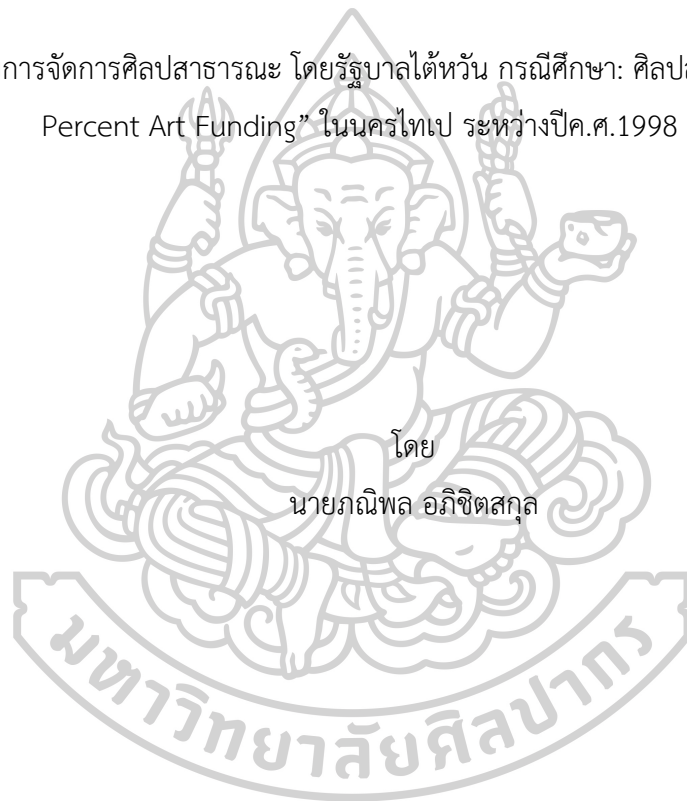 การจัดการศิลปสาธารณะ โดยรัฐบาลไต้หวัน กรณีศึกษา: ศิลป
Percent Art Funding” ในนครไทเป ระหว่างปีค.ศ.1998
โดย
นายภณิพล อภิชิตสกุล
มหาวิทยาลัยศิลปากร